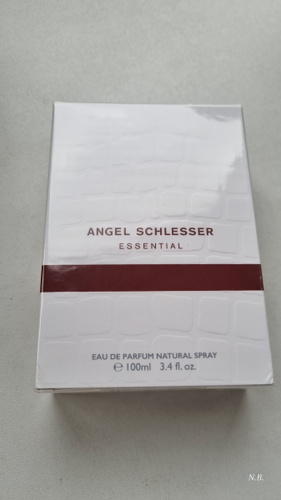 ANGEL SCHLESSER
ESSENTIAL
EAU DE PARFUM NATURAL SPRAY
℮ 100ml 3.4 fl. oz.
N.B.